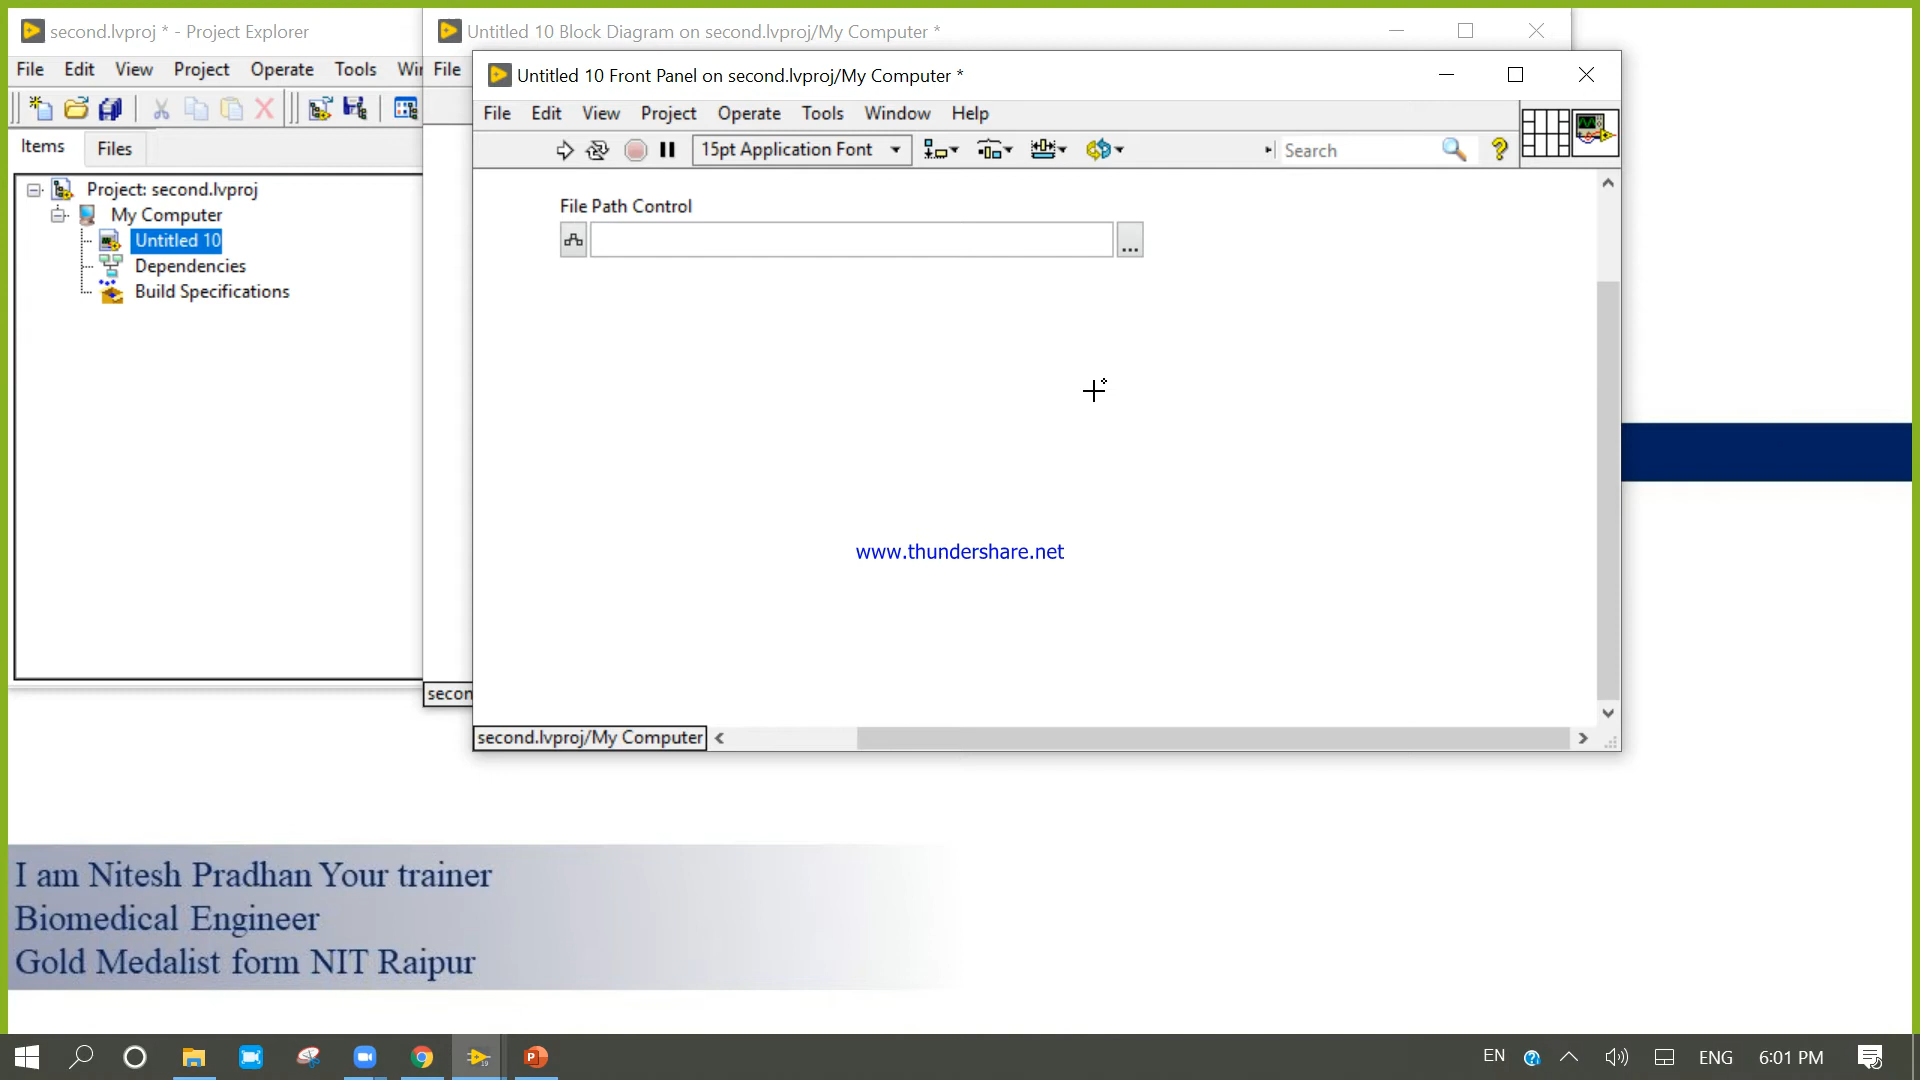 second.lvproj * - Project Explorer
File Edit View Project Operate Tools Wi
Items
Files
Project: second.lvproj
My Computer
Untitled 10
Dependencies
Build Specifications
Untitled 10 Block Diagram on second.lvproj/My Computer *
File
secon
Untitled 10 Front Panel on second.lvproj/My Computer *
File Edit View Project Operate Tools Window Help
15pt Application Font
Search
?
File Path Control
...
www.thundershare.net
second.lvproj/My Computer
I am Nitesh Pradhan Your trainer
Biomedical Engineer
Gold Medalist form NIT Raipur
EN
ENG
6:01 PM